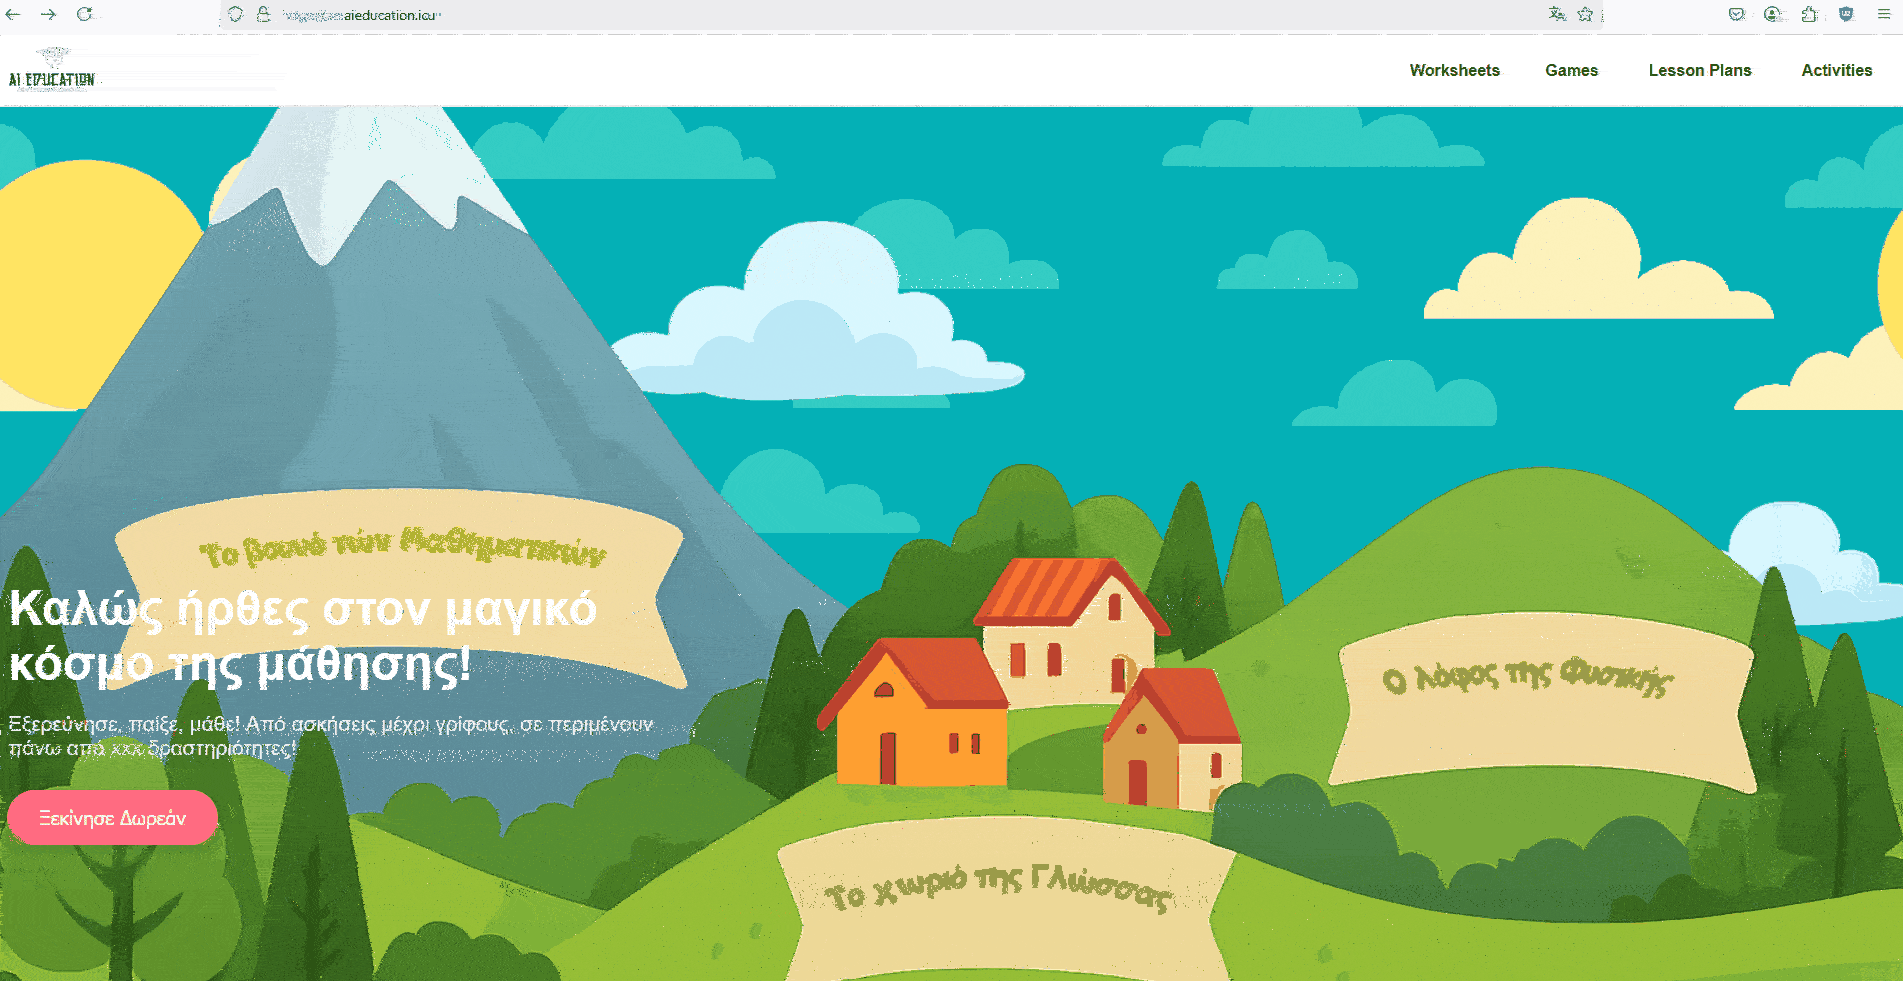 aieducation.icu
AI EDUCATION
Worksheets Games Lesson Plans Activities
Το βουνό των Μαθηματικών
Καλώς ήρθες στον μαγικό
κόσμο της μάθησης!
Εξερεύνησε, παίξε, μάθε! Από ασκήσεις μέχρι γρίφους, σε περιμένουν
πάνω από xxx δραστηριότητες!
Ξεκίνησε Δωρεάν
Ο λόφος της Φυσικής
Το χωριό της Γλώσσας